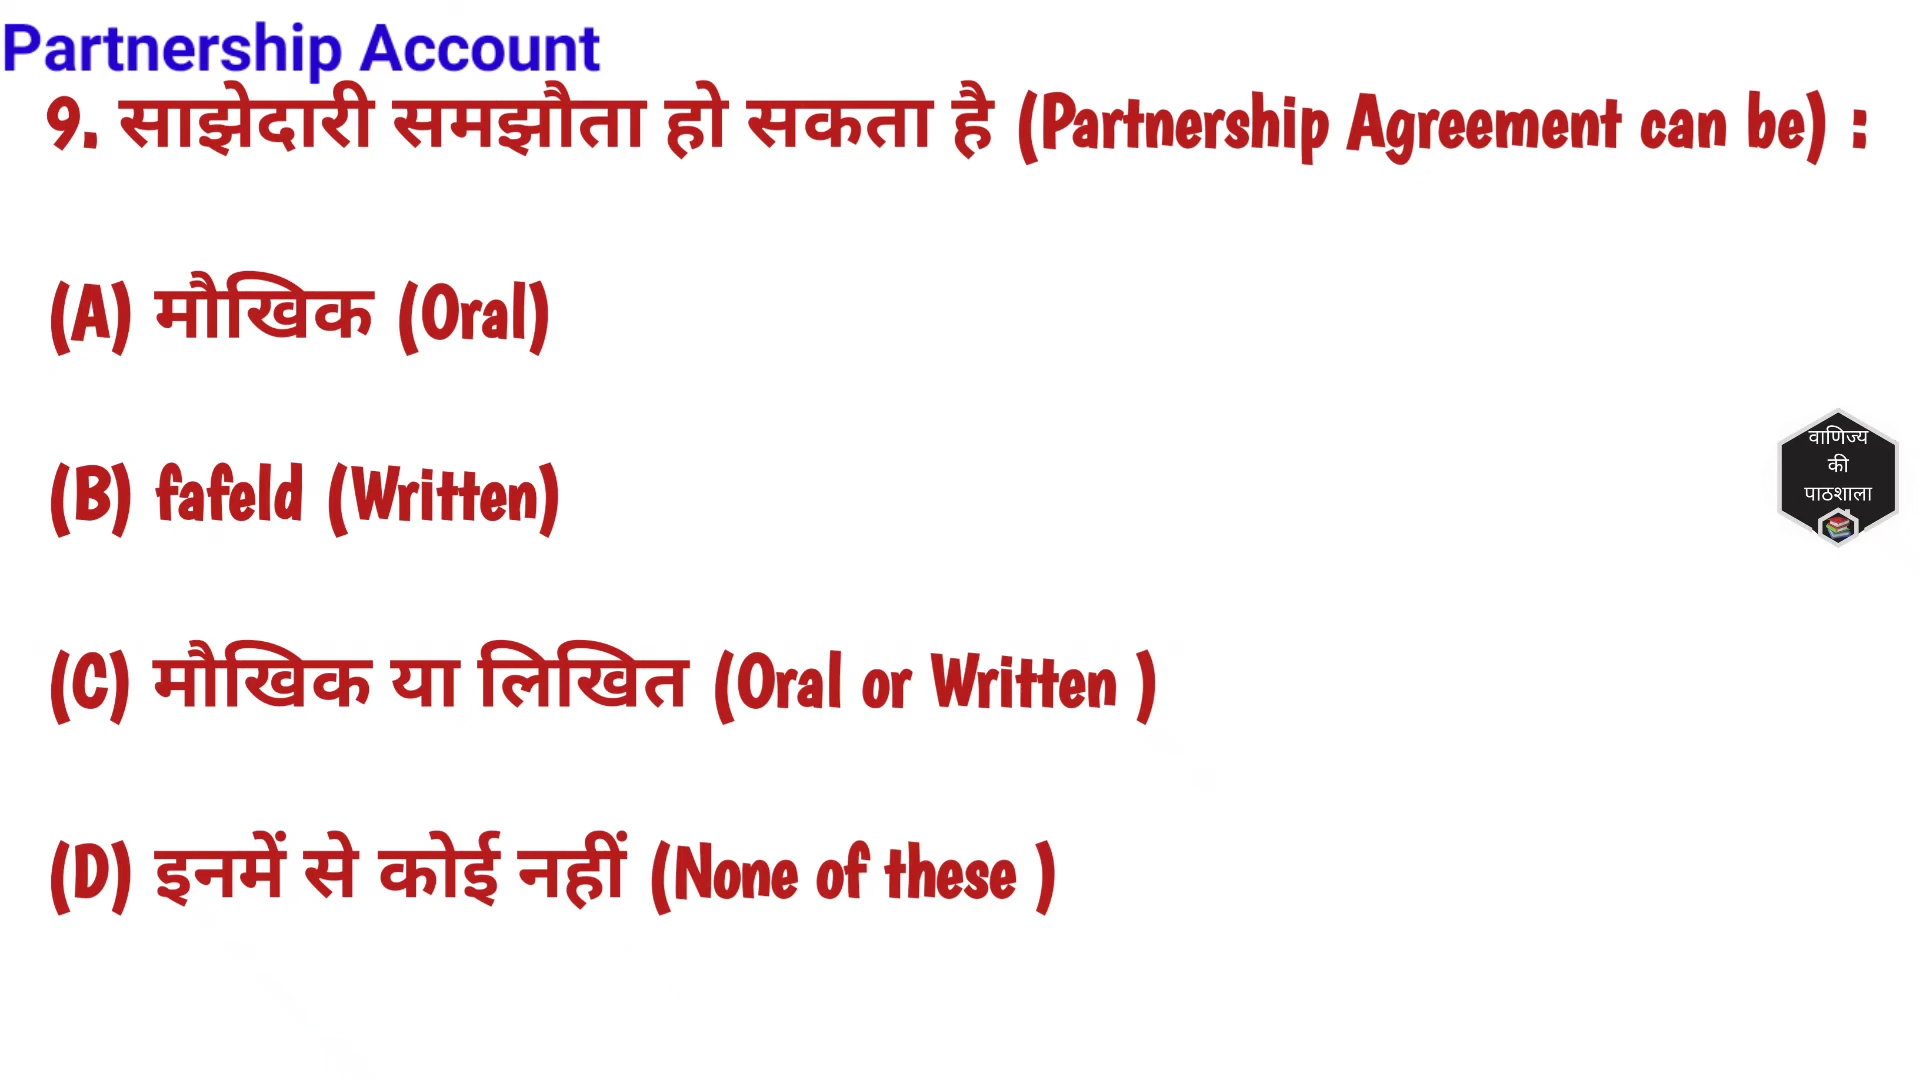 Partnership Account
9. साझेदारी समझौता हो सकता है (Partnership Agreement can be) :
(A) मौखिक (Oral)
(B) fafeld (Written)
वाणिज्य
की
पाठशाला
(C) मौखिक या लिखित (Oral or Written )
(D) इनमें से कोई नहीं (None of these )